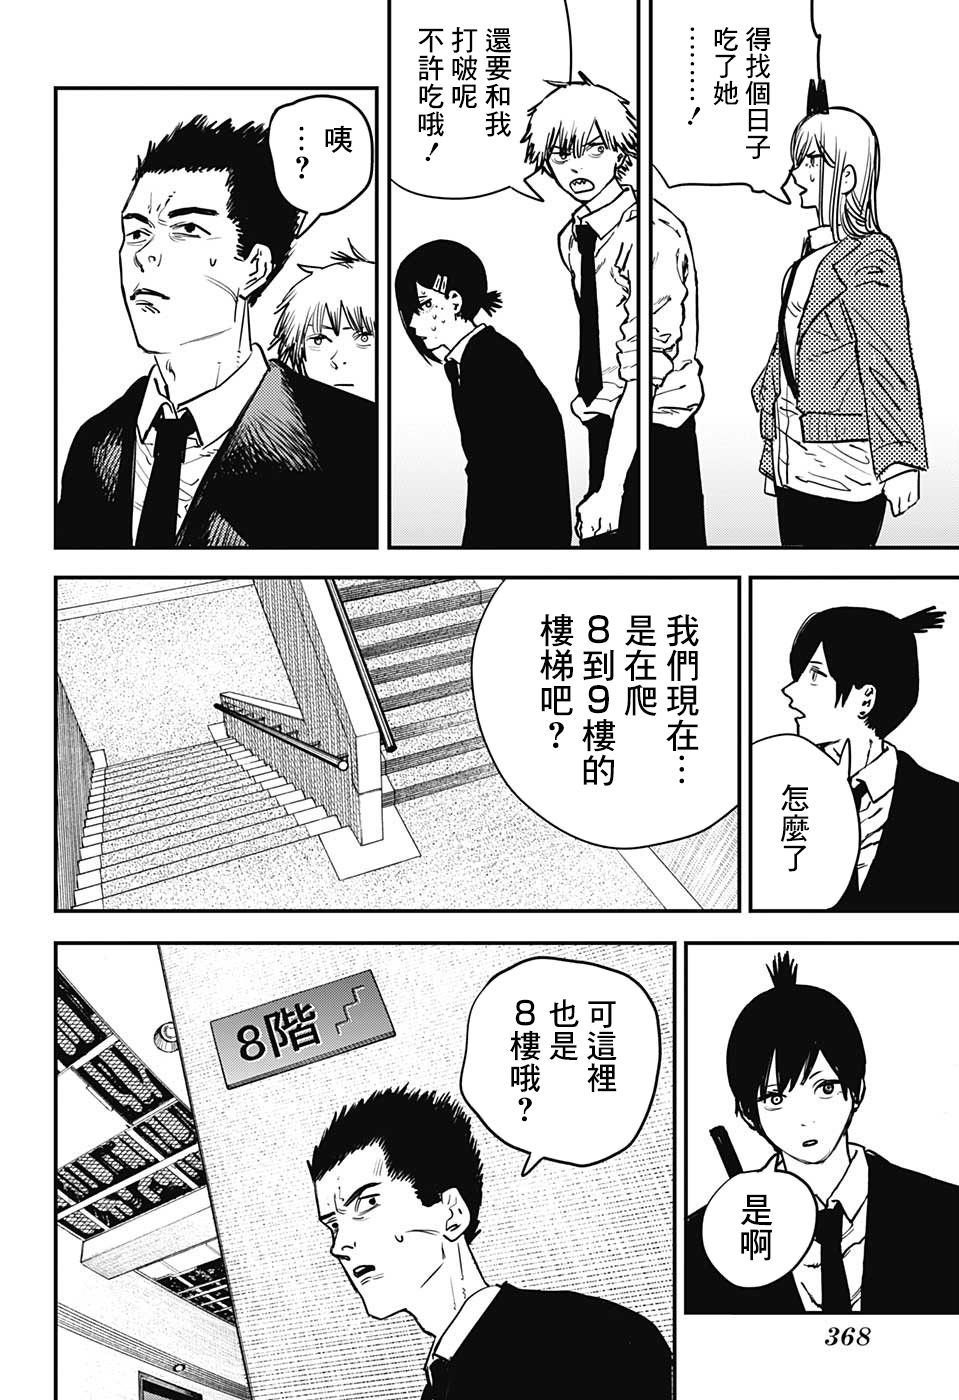 得找個日子
吃了她
………!
還要和我
打啵呢
不許吃哦!
咦
…?
怎麼了
我們現在…
是在爬
8到9樓的
樓梯吧?
是啊
可這裡
也是
8樓哦?
8階
368